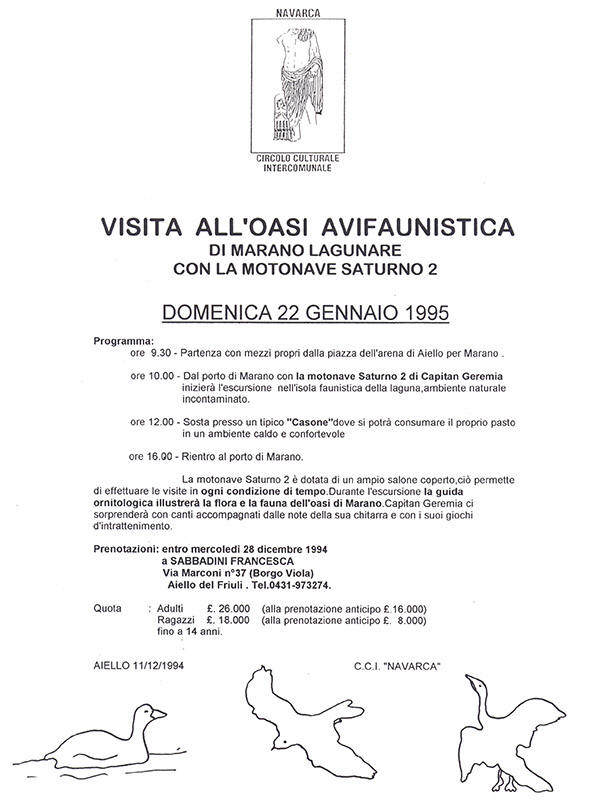 NAVARCA
CIRCOLO CULTURALE
INTERCOMUNALE
VISITA ALL'OASI AVIFAUNISTICA
DI MARANO LAGUNARE
CON LA MOTONAVE SATURNO 2
DOMENICA 22 GENNAIO 1995
Programma:
ore 9.30 - Partenza con mezzi propri dalla piazza dell'arena di Aiello per Marano .
ore 10.00 - Dal porto di Marano con la motonave Saturno 2 di Capitan Geremia
inizierà l'escursione nell'isola faunistica della laguna,ambiente naturale
incontaminato.
ore 12.00 - Sosta presso un tipico "Casone"dove si potrà consumare il proprio pasto
in un ambiente caldo e confortevole
ore 16.00 - Rientro al porto di Marano.
La motonave Saturno 2 è dotata di un ampio salone coperto,ciò permette
di effettuare le visite in ogni condizione di tempo.Durante l'escursione la guida
ornitologica illustrerà la flora e la fauna dell'oasi di Marano.Capitan Geremia ci
sorprenderà con canti accompagnati dalle note della sua chitarra e con i suoi giochi
d'intrattenimento.
Prenotazioni: entro mercoledi 28 dicembre 1994
a SABBADINI FRANCESCA
Via Marconi n°37 (Borgo Viola)
Aiello del Friuli . Tel.0431-973274.
Quota : Adulti £. 26.000 (alla prenotazione anticipo £.16.000)
Ragazzi £. 18.000 (alla prenotazione anticipo £. 8.000)
fino a 14 anni.
AIELLO 11/12/1994 C.C.I. "NAVARCA"